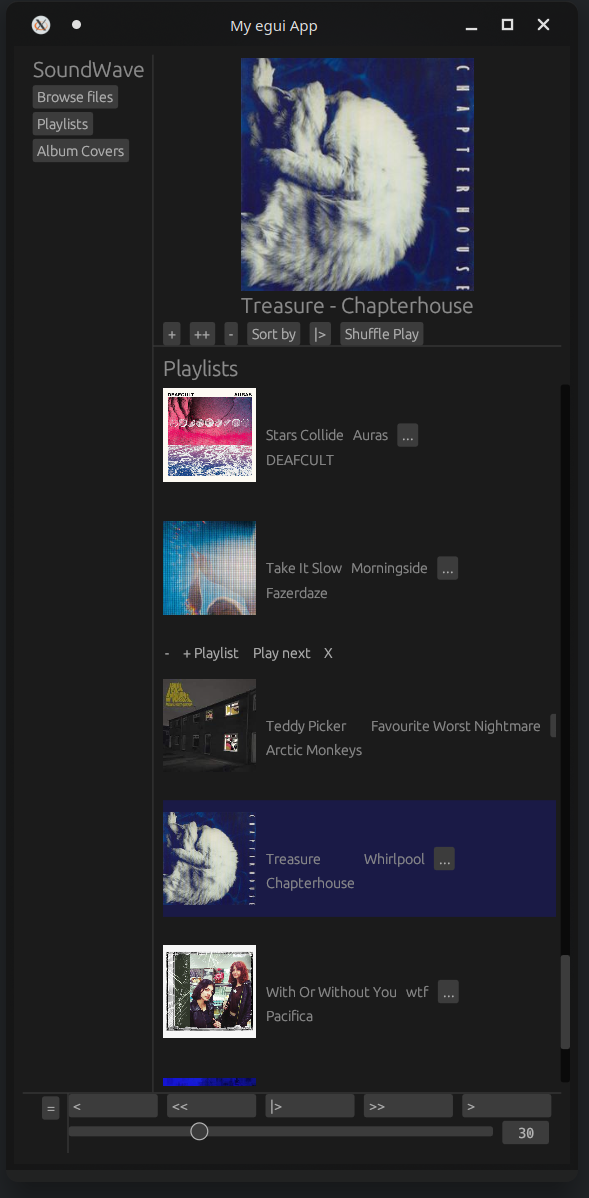 My egui App
SoundWave
Browse files
Playlists
Album Covers
CHAPTERHOUSE
Treasure - Chapterhouse
+ ++ - Sort by |> Shuffle Play
Playlists
DEAFCULT AURAS
Stars Collide Auras ...
DEAFCULT
Take It Slow Morningside ...
Fazerdaze
- + Playlist Play next X
Teddy Picker Favourite Worst Nightmare
Arctic Monkeys
CHAPTERHOUSE
Treasure Whirlpool ...
Chapterhouse
With Or Without You wtf ...
Pacifica
= < << |> >> >
30